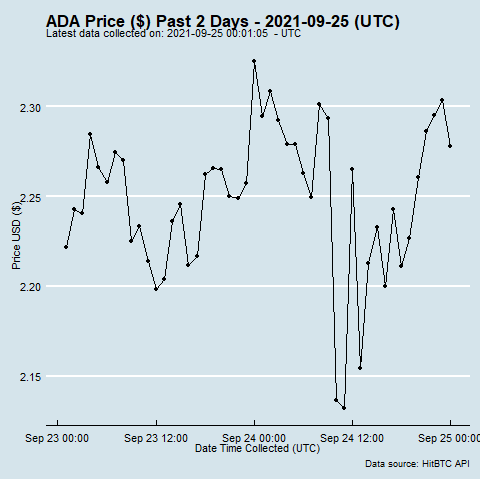 ADA Price ($) Past 2 Days - 2021-09-25 (UTC)
Latest data collected on: 2021-09-25 00:01:05 - UTC
2.30
2.25
2.20
2.15
Price USD ($)
Sep 23 00:00 Sep 23 12:00 Sep 24 00:00 Sep 24 12:00 Sep 25 00:00
Date Time Collected (UTC)
Data source: HitBTC API